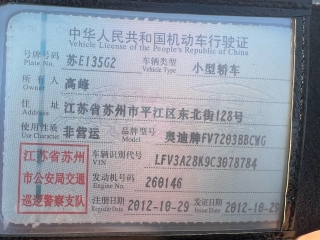 中华人民共和国机动车行驶证
Vehicle License of the People's Republic of China
号牌号码 Plate No. 苏E135G2 车辆类型 Vehicle Type 小型轿车
所有人 Owner 高峰
住址 Address 江苏省苏州市平江区东北街128号
使用性质 Use Character 非营运 品牌型号 Model 奥迪牌FV7203BBCWG
江苏省苏州 车辆识别代号 VIN LFV3A28K9C3078784
市公安局交通 发动机号码 Engine No. 260146
巡逻警察支队 注册日期 Register Date 2012-10-29 发证日期 Issue Date 2012-10-29